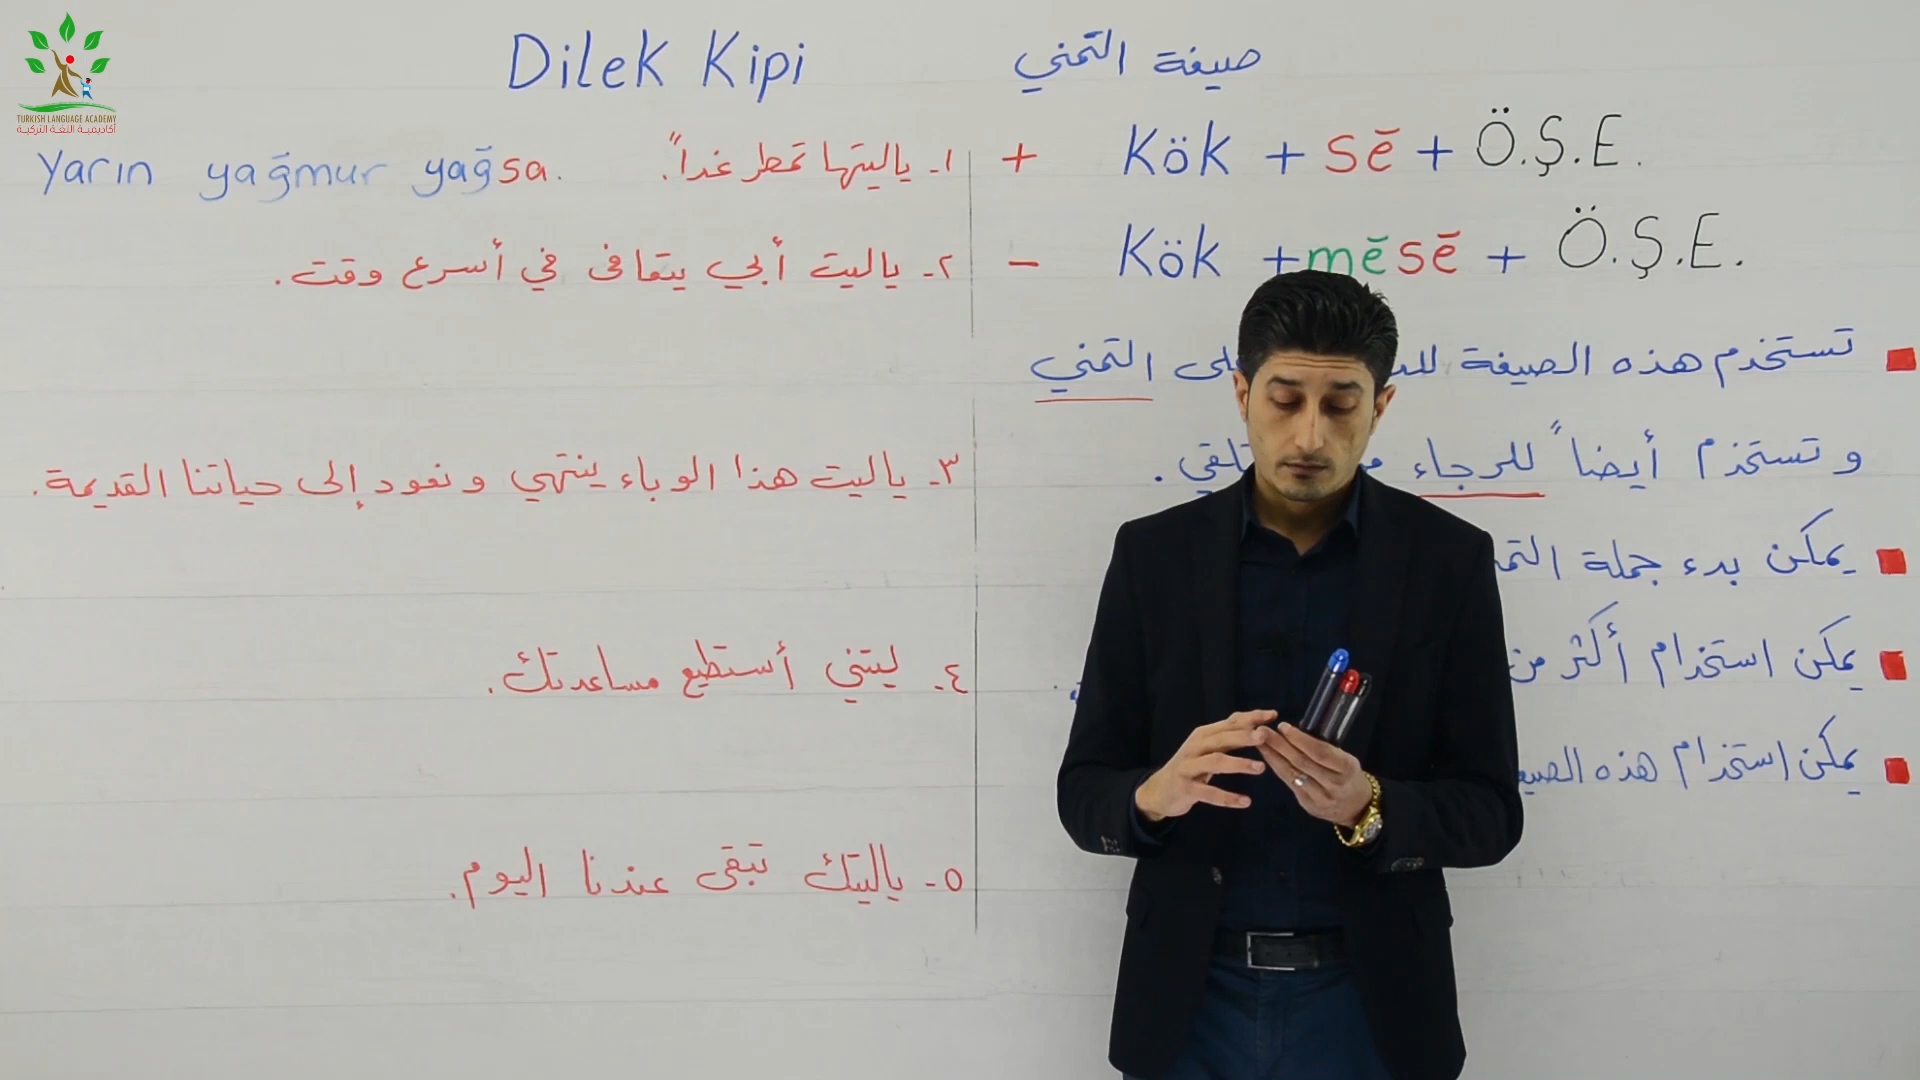 TURKISH LANGUAGE ACADEMY
أكاديمية اللغة التركية
Dilek Kipi
صيغة التمني
+ Kök + sē + Ö.Ş.E.
- Kök + mēsē + Ö.Ş.E.
١- ياليتها تمطر غداً.
Yarın yağmur yağsa.
٢- ياليت أبي يتعافى في أسرع وقت.
٣- ياليت هذا الوباء ينتهي ونعود إلى حياتنا القديمة.
٤- ليتني أستطيع مساعدتك.
٥- ياليتك تبقى عندنا اليوم.
تستخدم هذه الصيغة التمني
وتستخدم أيضاً للرجاء
يمكن بدء جملة
يمكن استخدام أكثر من
يمكن استخدام هذه